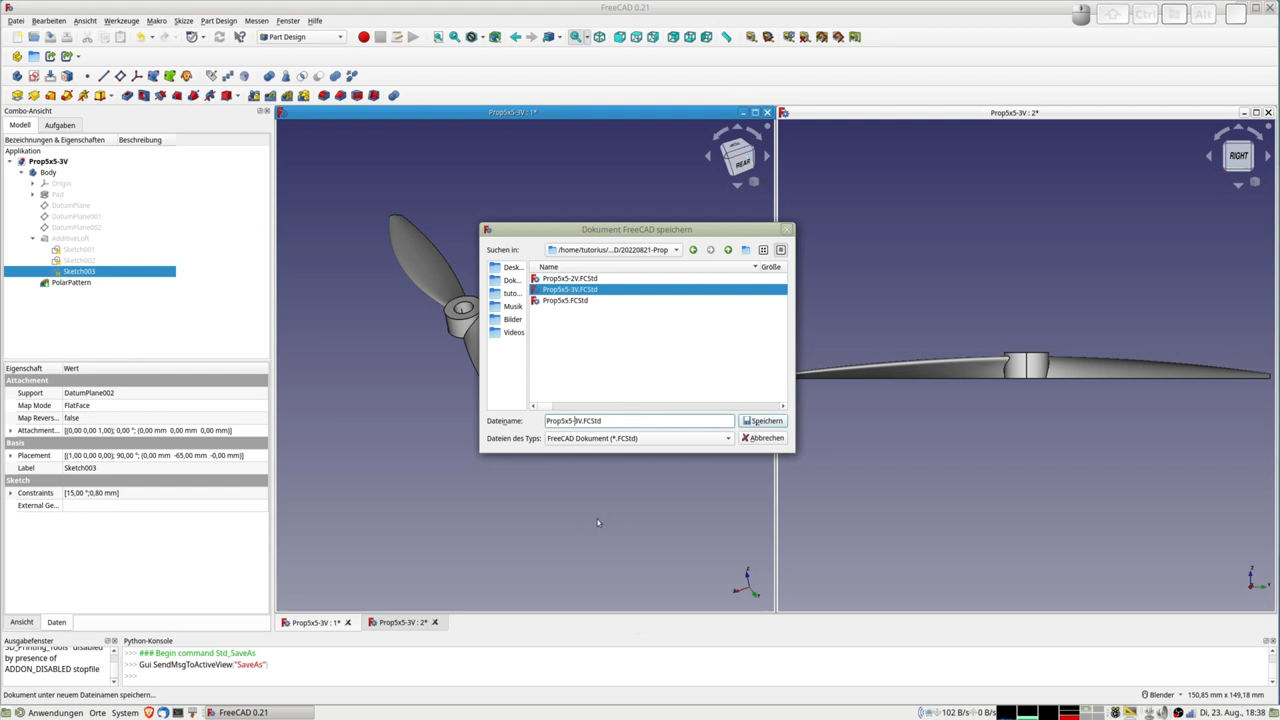 FreeCAD 0.21
Ctrl
Alt
Datei Bearbeiten Ansicht Werkzeuge Makro Skizze Part Design Messen Fenster Hilfe
Part Design
Combo-Ansicht
Modell Aufgaben
Bezeichnungen & Eigenschaften Beschreibung
Applikation
Prop5x5-3V
Body
Origin
Pad
DatumPlane
DatumPlane001
DatumPlane002
AdditiveLoft
Sketch001
Sketch002
Sketch003
PolarPattern
Eigenschaft Wert
Attachment
Support DatumPlane002
Map Mode FlatFace
Map Revers... false
Attachment... [(0,00 0,00 1,00); 0,00 °; (0,00 mm 0,00 mm 0,00 mm)]
Basis
Placement [(1,00 0,00 0,00); 90,00 °; (0,00 mm -65,00 mm -0,00 mm)]
Label Sketch003
Sketch
Constraints [15,00 °;0,80 mm]
External Ge...
Ansicht Daten
Prop5x5-3V : 1*
REAR
Prop5x5-3V : 2*
RIGHT
Dokument FreeCAD speichern
Suchen in: /home/tutorius/...D/20220821-Prop
Desk...
Dok...
tuto...
Musik
Bilder
Videos
Name Größe
Prop5x5-2V.FCStd
Prop5x5-3V.FCStd
Prop5x5.FCStd
Dateiname: Prop5x5-3V.FCStd Speichern
Dateien des Typs: FreeCAD Dokument (*.FCStd) Abbrechen
Prop5x5-3V : 1* Prop5x5-3V : 2*
Ausgabefenster
3D_Printing_Tools" disabled
by presence of
ADDON_DISABLED stopfile
Python-Konsole
>>> ### Begin command Std_SaveAs
>>> Gui.SendMsgToActiveView("SaveAs")
>>>
Dokument unter neuem Dateinamen speichern...
Blender 150,85 mm x 149,18 mm
Anwendungen Orte System FreeCAD 0.21 102 B/s 0 B/s Di, 23. Aug., 18:38